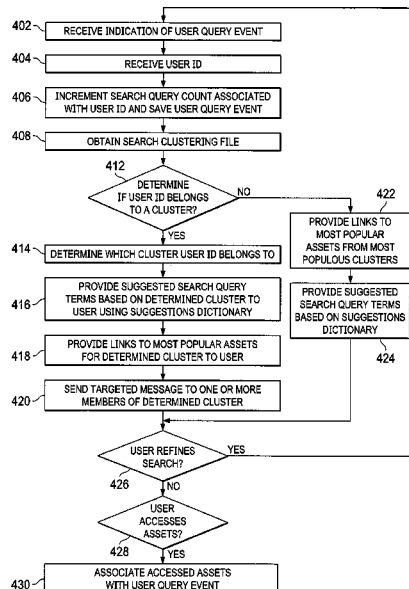 402
RECEIVE INDICATION OF USER QUERY EVENT
404
RECEIVE USER ID
406
INCREMENT SEARCH QUERY COUNT ASSOCIATED
WITH USER ID AND SAVE USER QUERY EVENT
408
OBTAIN SEARCH CLUSTERING FILE
412
DETERMINE
IF USER ID BELONGS
TO A CLUSTER?
NO
YES
422
PROVIDE LINKS TO
MOST POPULAR
ASSETS FROM MOST
POPULOUS CLUSTERS
414
DETERMINE WHICH CLUSTER USER ID BELONGS TO
416
PROVIDE SUGGESTED SEARCH QUERY
TERMS BASED ON DETERMINED CLUSTER TO
USER USING SUGGESTIONS DICTIONARY
PROVIDE SUGGESTED
SEARCH QUERY TERMS
BASED ON SUGGESTIONS
DICTIONARY
424
418
PROVIDE LINKS TO MOST POPULAR ASSETS
FOR DETERMINED CLUSTER TO USER
420
SEND TARGETED MESSAGE TO ONE OR MORE
MEMBERS OF DETERMINED CLUSTER
USER REFINES
SEARCH?
YES
426
NO
USER
ACCESSES
ASSETS?
428
YES
430
ASSOCIATE ACCESSED ASSETS
WITH USER QUERY EVENT